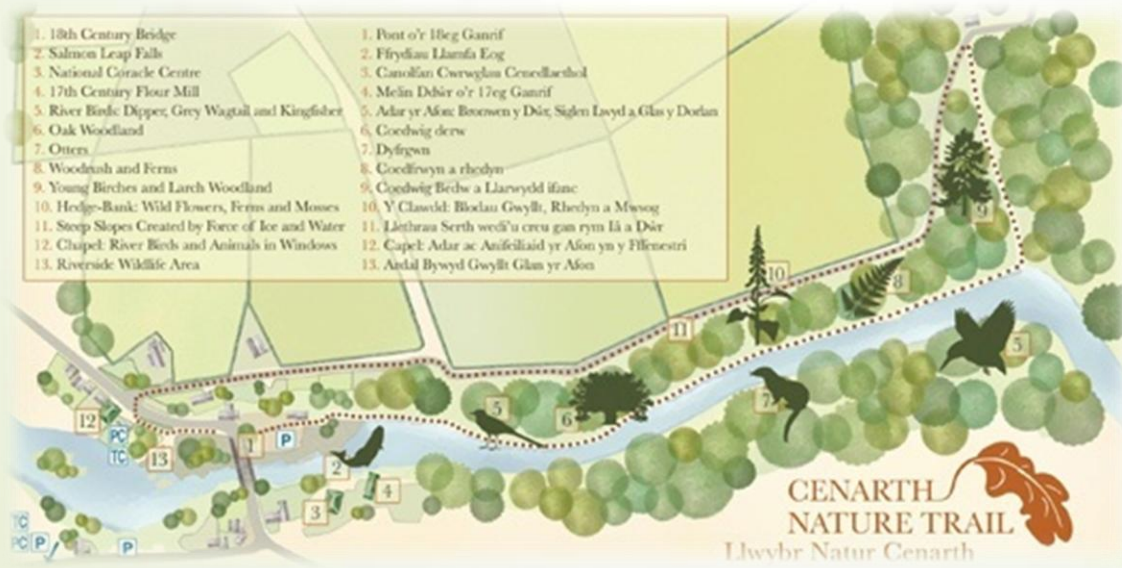 1. 18th Century Bridge
2. Salmon Leap Falls
3. National Coracle Centre
4. 17th Century Flour Mill
5. River Birds: Dipper, Grey Wagtail and Kingfisher
6. Oak Woodland
7. Otters
8. Woodrush and Ferns
9. Young Birches and Larch Woodland
10. Hedge-Bank: Wild Flowers, Ferns and Mosses
11. Steep Slopes Created by Force of Ice and Water
12. Chapel: River Birds and Animals in Windows
13. Riverside Wildlife Area
1. Pont o'r 18eg Ganrif
2. Ffrydiau Llamfa Eog
3. Canolfan Cwrwglau Cenedlaethol
4. Melin Ddŵr o'r 17eg Ganrif
5. Adar yr Afon: Bronwen y Dŵr, Siglen Lwyd a Glas y Dorlan
6. Coedwig derw
7. Dyfrgwn
8. Coedfrwyn a rhedyn
9. Coedwig Bedw a Llarwydd ifanc
10. Y Clawdd: Blodau Gwyllt, Rhedyn a Mwsog
11. Llethrau Serth wedi'u creu gan rym Iâ a Dŵr
12. Capel: Adar ac Anifeiliaid yr Afon yn y Ffenestri
13. Ardal Bywyd Gwyllt Glan yr Afon
9
10
8
11
5
7
5
6
12
PC
TC
13
1
P
2
4
3
TC
PC P
P
CENARTH
NATURE TRAIL
Llwybr Natur Cenarth